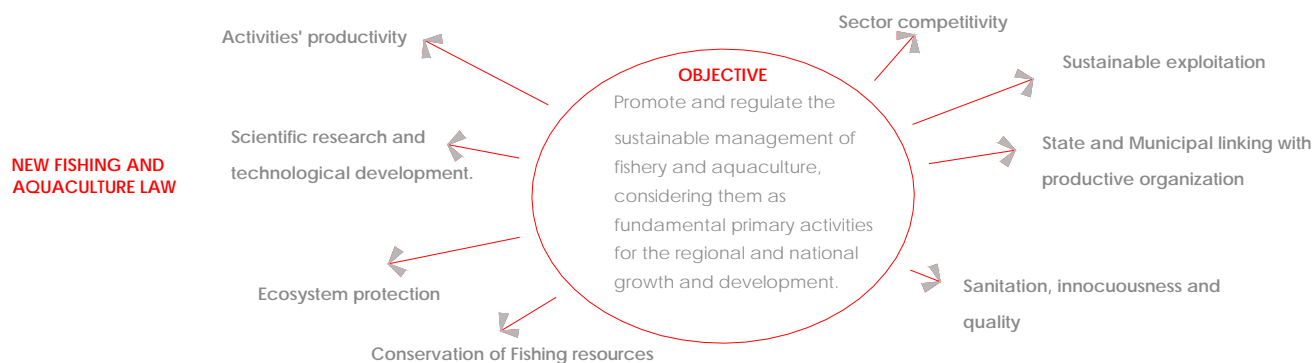 NEW FISHING AND
AQUACULTURE LAW
Activities' productivity
Scientific research and
technological development.
Ecosystem protection
Conservation of Fishing resources
OBJECTIVE
Promote and regulate the
sustainable management of
fishery and aquaculture,
considering them as
fundamental primary activities
for the regional and national
growth and development.
Sector competitivity
Sustainable exploitation
State and Municipal linking with
productive organization
Sanitation, innocuousness and
quality